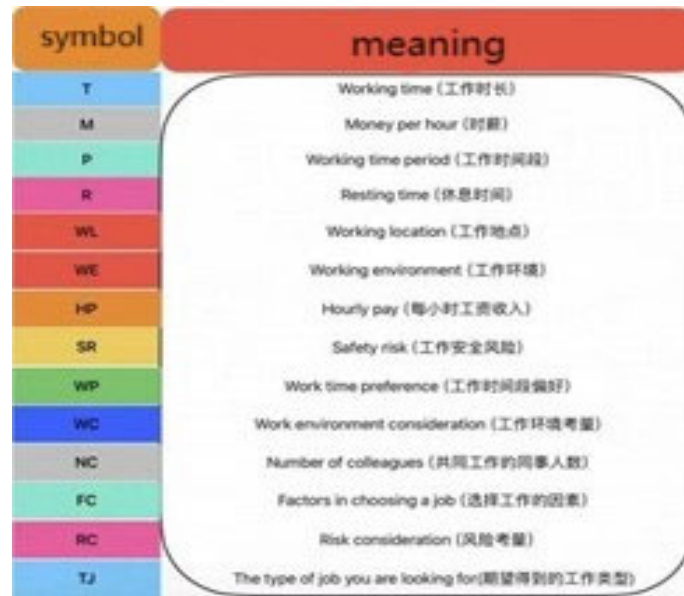 symbol meaning
T Working time (工作时长)
M Money per hour (时薪)
P Working time period (工作时间段)
R Resting time (休息时间)
WL Working location (工作地点)
WE Working environment (工作环境)
HP Hourly pay (每小时工资收入)
SR Safety risk (工作安全风险)
WP Work time preference (工作时间段偏好)
WC Work environment consideration (工作环境考量)
NC Number of colleagues (共同工作的同事人数)
FC Factors in choosing a job (选择工作的因素)
RC Risk consideration (风险考量)
TJ The type of job you are looking for(期望得到的工作类型)